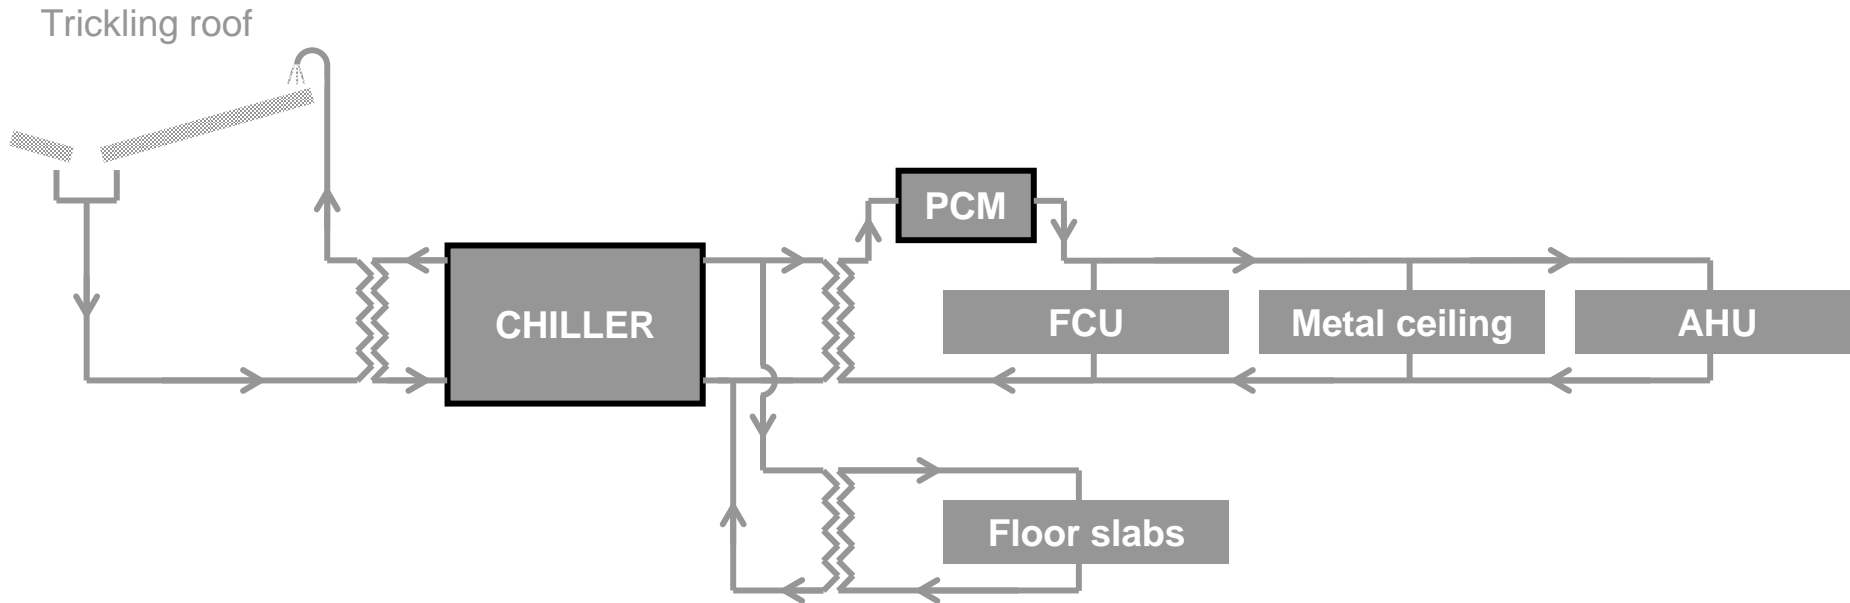 Trickling roof
PCM
CHILLER
FCU
Metal ceiling
AHU
Floor slabs